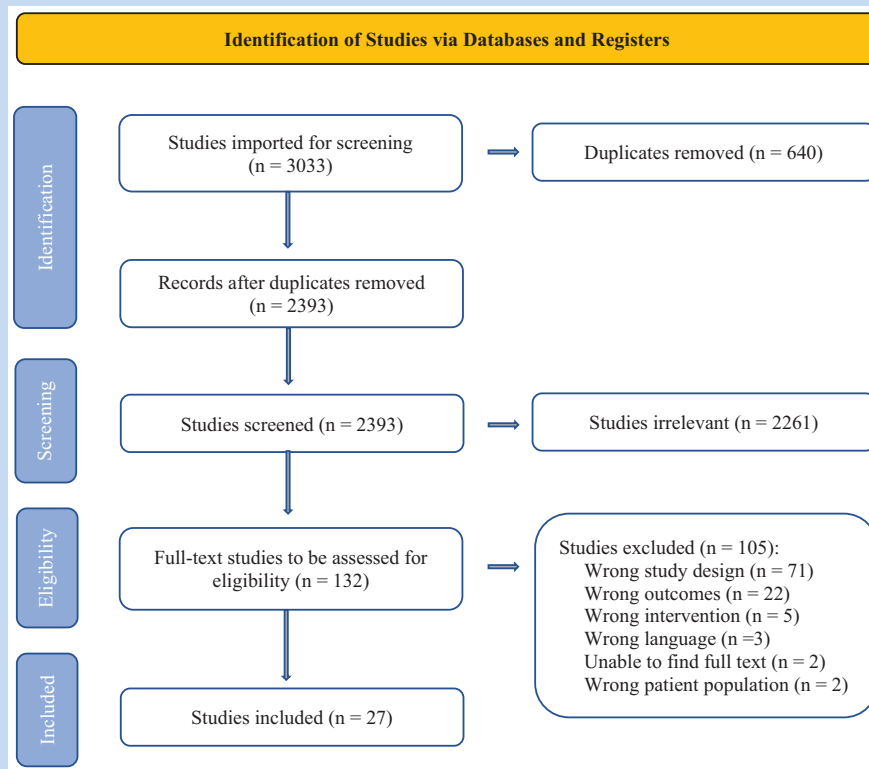 Identification of Studies via Databases and Registers
Identification
Studies imported for screening
(n = 3033)
Duplicates removed (n = 640)
Records after duplicates removed
(n = 2393)
Screening
Studies screened (n = 2393)
Studies irrelevant (n = 2261)
Eligibility
Full-text studies to be assessed for
eligibility (n = 132)
Studies excluded (n = 105):
Wrong study design (n = 71)
Wrong outcomes (n = 22)
Wrong intervention (n = 5)
Wrong language (n =3)
Unable to find full text (n = 2)
Wrong patient population (n = 2)
Included
Studies included (n = 27)